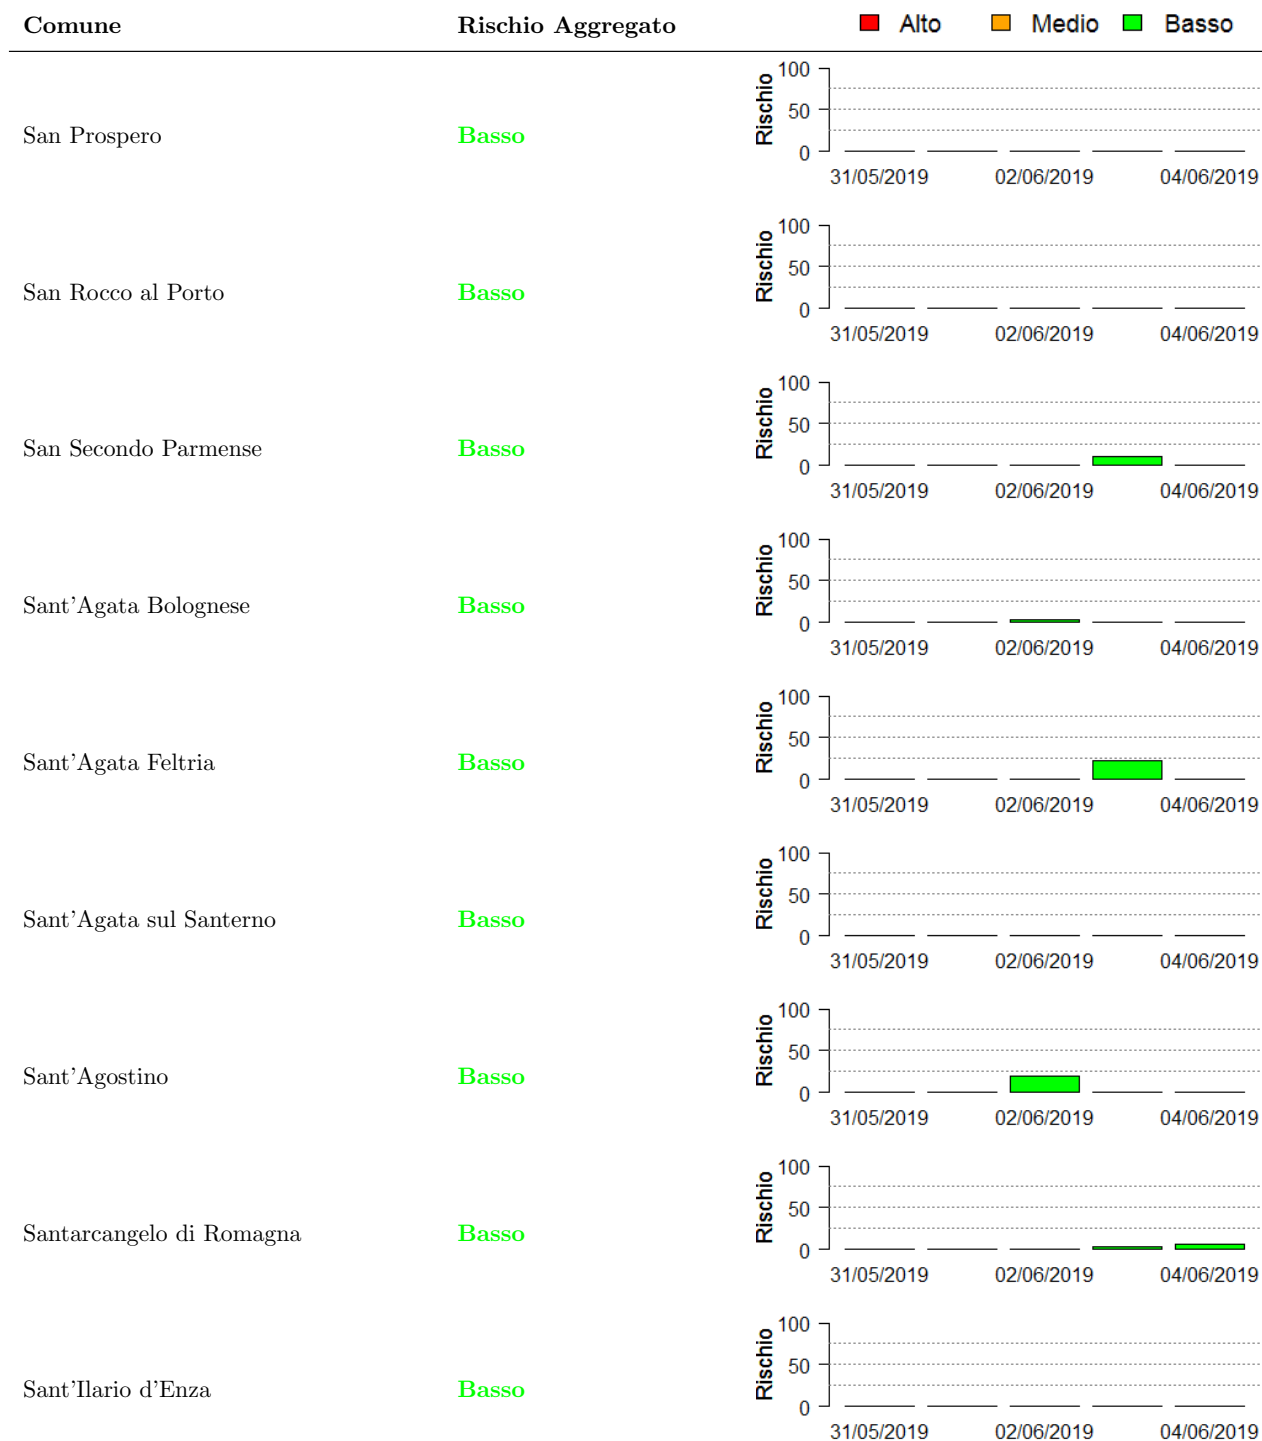 Comune Rischio Aggregato Alto Medio Basso
100
50
0
Rischio
San Prospero Basso
31/05/2019 02/06/2019 04/06/2019
100
50
0
Rischio
San Rocco al Porto Basso
31/05/2019 02/06/2019 04/06/2019
100
50
0
Rischio
San Secondo Parmense Basso
31/05/2019 02/06/2019 04/06/2019
100
50
0
Rischio
Sant'Agata Bolognese Basso
31/05/2019 02/06/2019 04/06/2019
100
50
0
Rischio
Sant'Agata Feltria Basso
31/05/2019 02/06/2019 04/06/2019
100
50
0
Rischio
Sant'Agata sul Santerno Basso
31/05/2019 02/06/2019 04/06/2019
100
50
0
Rischio
Sant'Agostino Basso
31/05/2019 02/06/2019 04/06/2019
100
50
0
Rischio
Santarcangelo di Romagna Basso
31/05/2019 02/06/2019 04/06/2019
100
50
0
Rischio
Sant'Ilario d'Enza Basso
31/05/2019 02/06/2019 04/06/2019